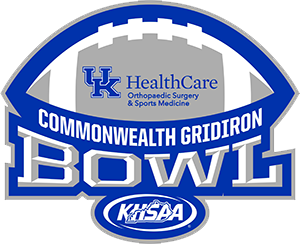 UK HealthCare
Orthopaedic Surgery
& Sports Medicine
COMMONWEALTH GRIDIRON
BOWL
KHSAA